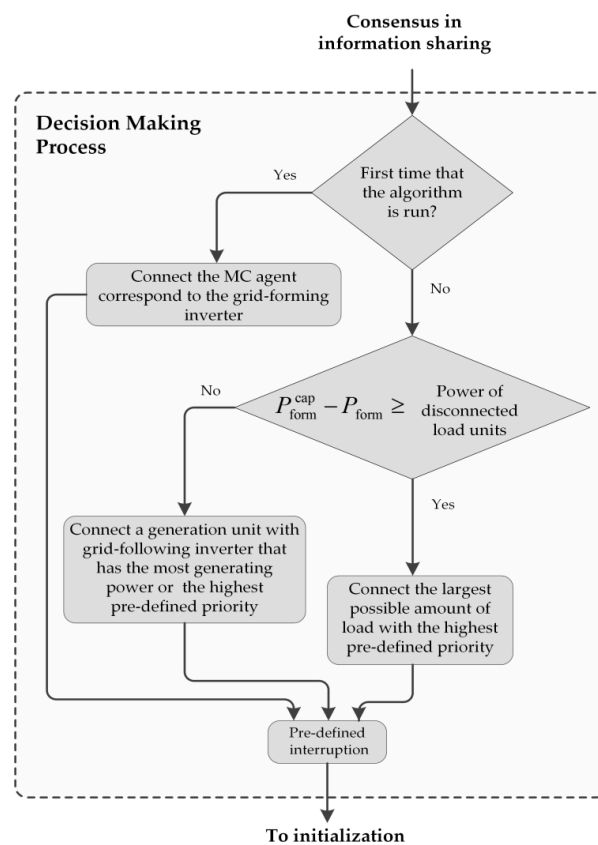 Consensus in
information sharing
Decision Making
Process
First time that
the algorithm
is run?
Yes
Connect the MC agent
correspond to the grid-forming
inverter
No
P_form^cap − P_form ≥ Power of
disconnected
load units
No
Yes
Connect a generation unit with
grid-following inverter that
has the most generating
power or the highest
pre-defined priority
Connect the largest
possible amount of
load with the highest
pre-defined priority
Pre-defined
interruption
To initialization